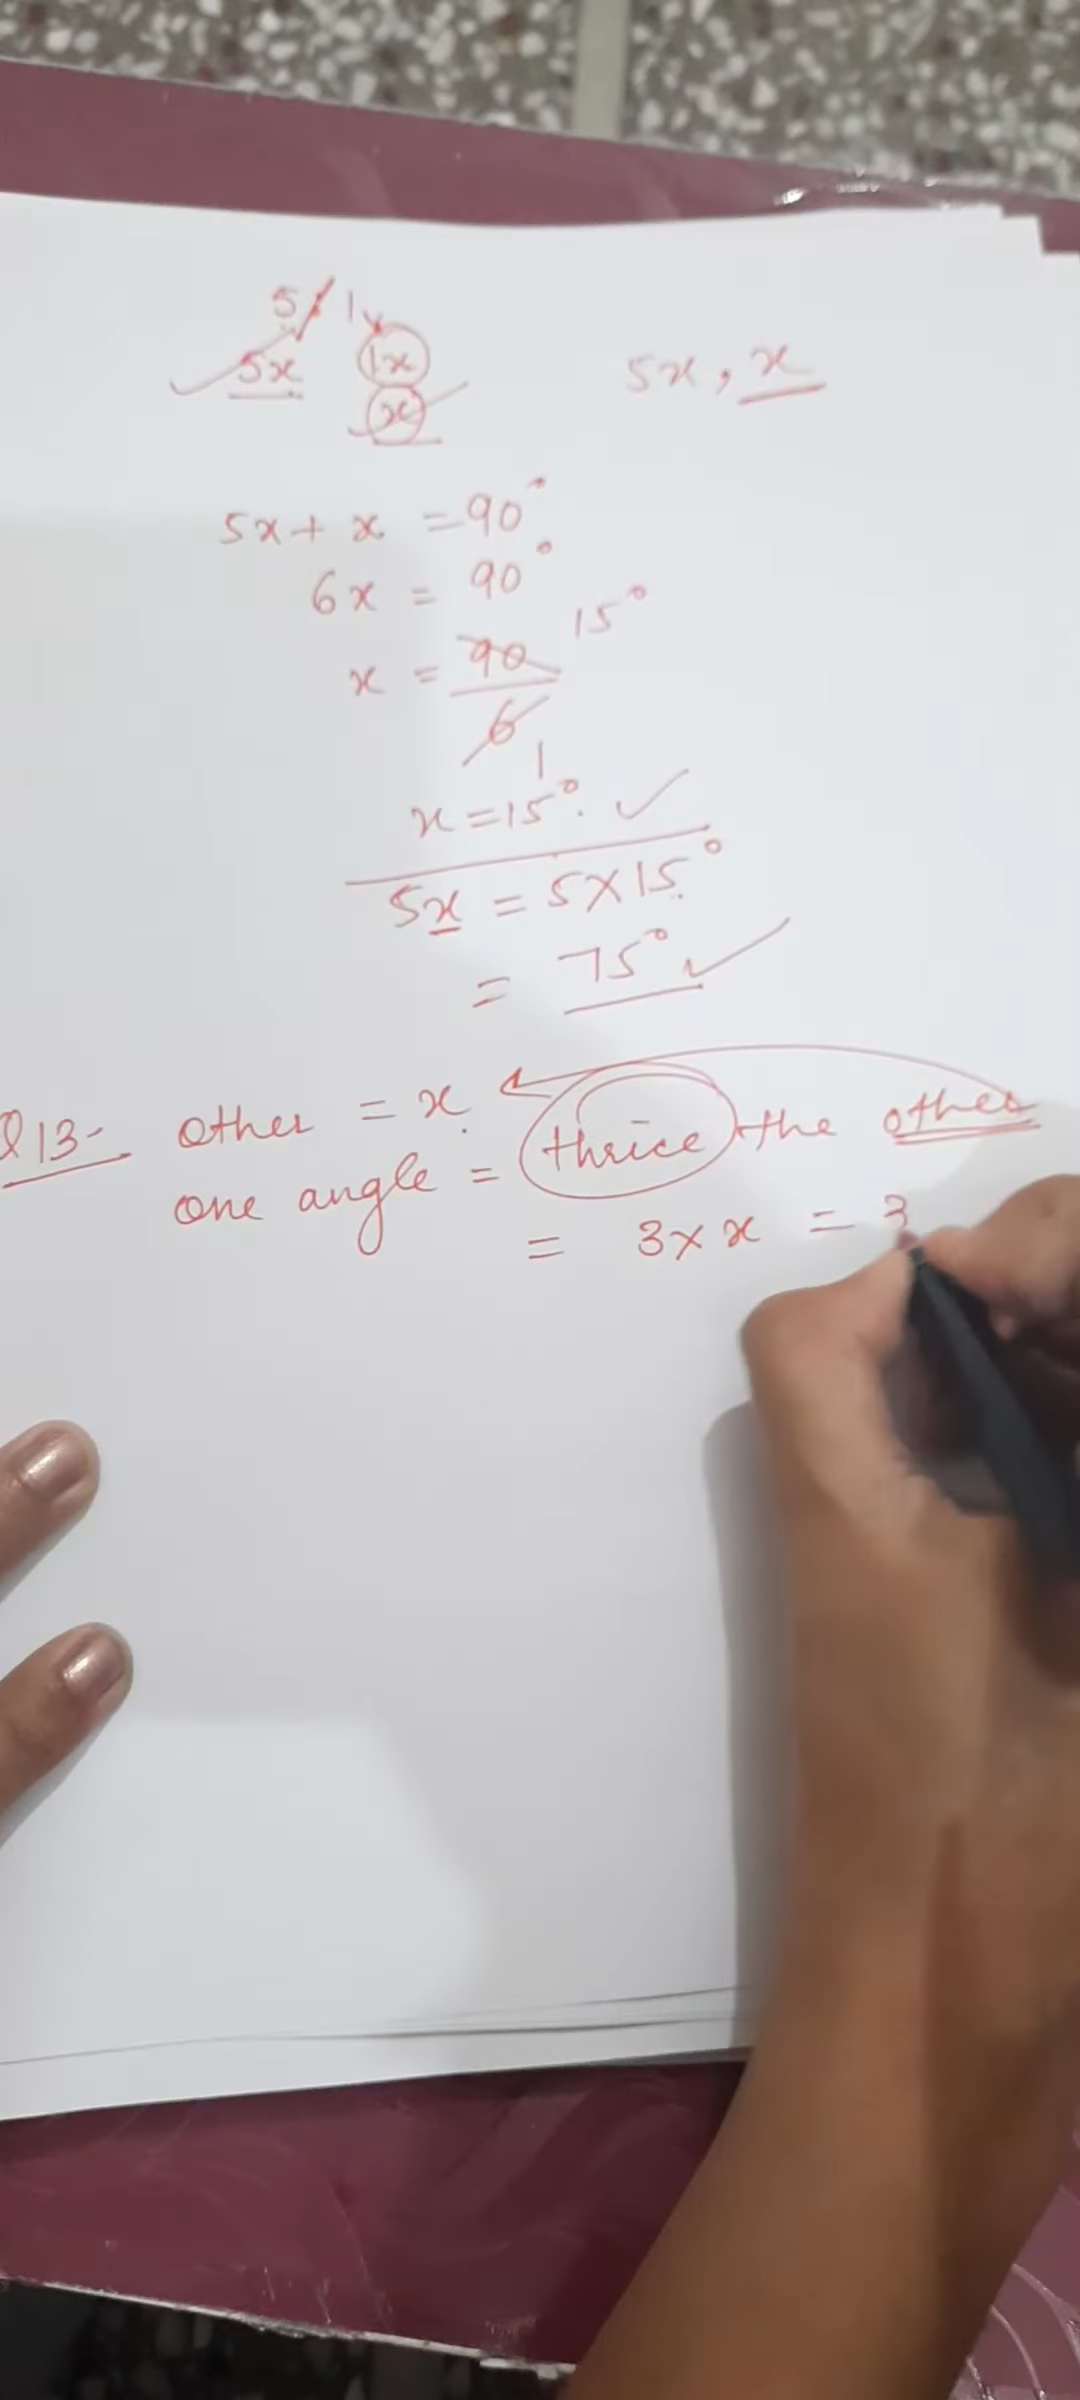 5/1x
5x 1x 5x, x
x
5x + x = 90°
6x = 90°
x = 90/6 15°
1
x = 15°. ✓
5x = 5×15°
= 75° ✓
Q13- other = x
one angle = thrice the other
= 3×x = 3